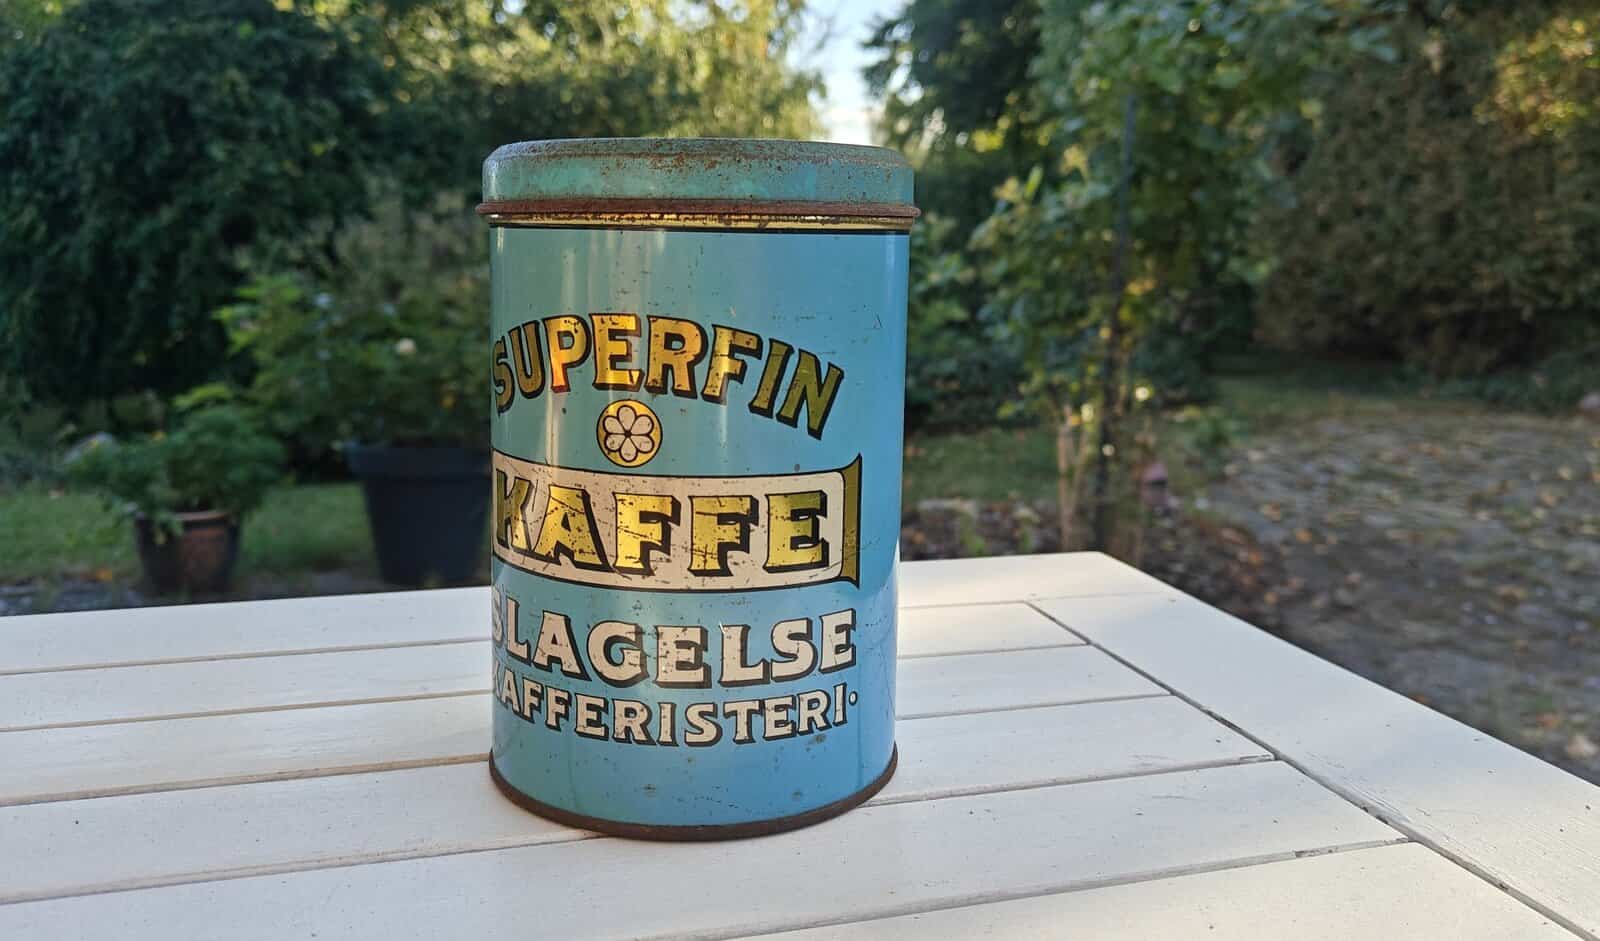 SUPERFIN
KAFFE
SLAGELSE
KAFFERISTERI·